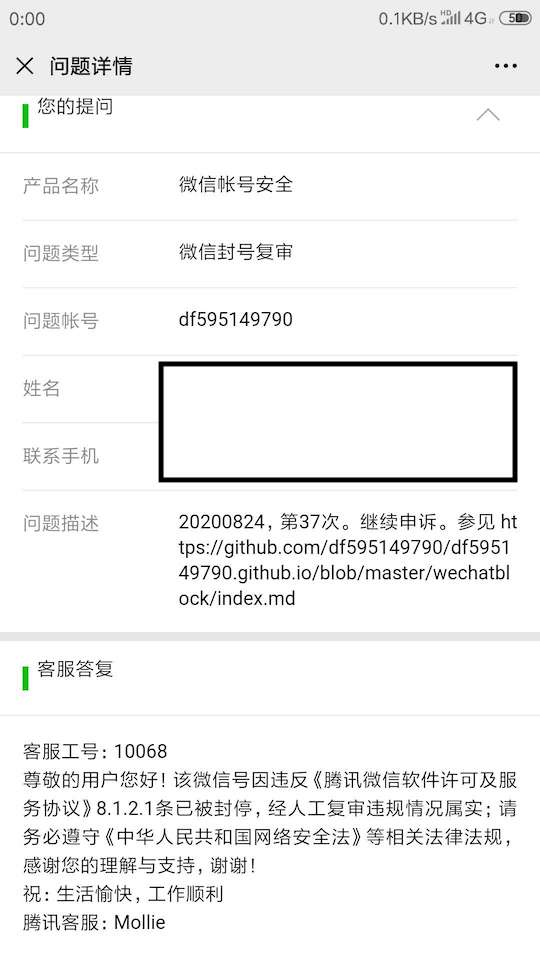 0:00
0.1KB/s HD 4G 50
问题详情
您的提问
产品名称 微信帐号安全
问题类型 微信封号复审
问题帐号 df595149790
姓名
联系手机
问题描述 20200824，第37次。继续申诉。参见 ht
tps://github.com/df595149790/df5951
49790.github.io/blob/master/wechatbl
ock/index.md
客服答复
客服工号: 10068
尊敬的用户您好！该微信号因违反《腾讯微信软件许可及服
务协议》8.1.2.1条已被封停，经人工复审违规情况属实；请
务必遵守《中华人民共和国网络安全法》等相关法律法规，
感谢您的理解与支持，谢谢！
祝: 生活愉快，工作顺利
腾讯客服: Mollie